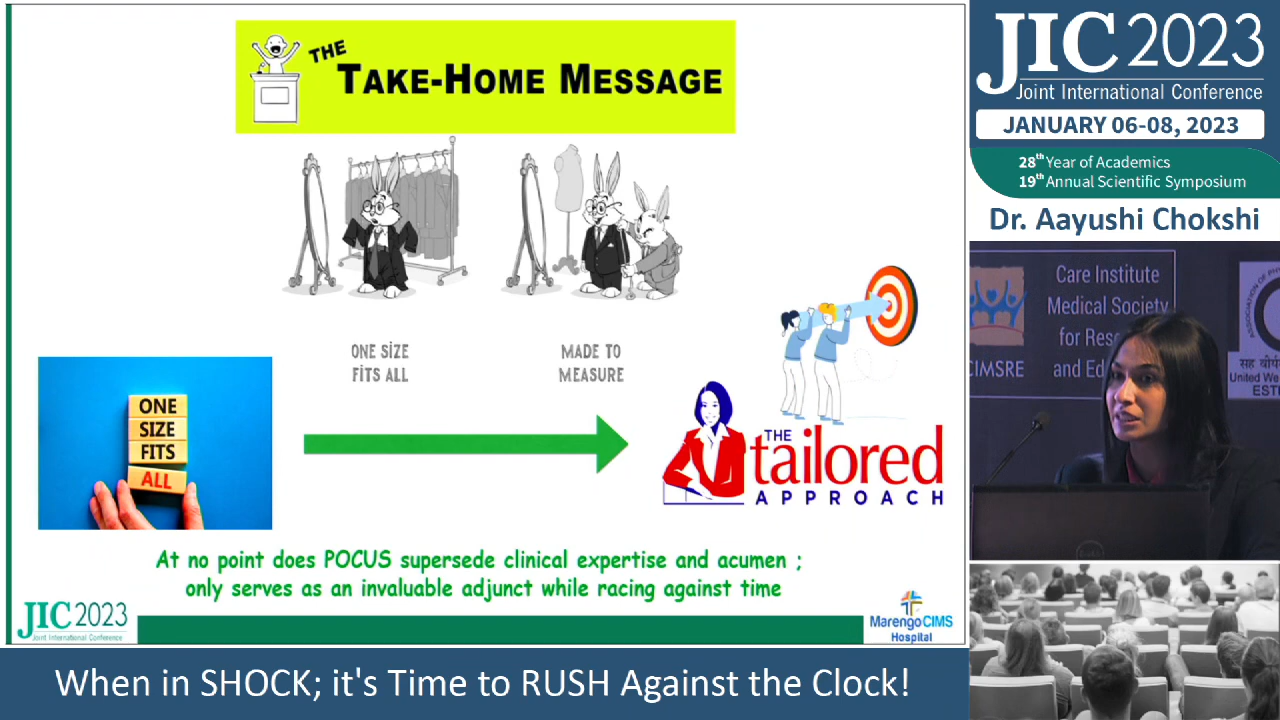 THE
TAKE-HOME MESSAGE
ONE SIZE
FITS ALL
MADE TO
MEASURE
ONE
SIZE
FITS
ALL
THE
tailored
APPROACH
At no point does POCUS supersede clinical expertise and acumen ;
only serves as an invaluable adjunct while racing against time
JIC 2023
Joint International Conference
Marengo CIMS
Hospital
When in SHOCK; it's Time to RUSH Against the Clock!
JIC 2023
Joint International Conference
JANUARY 06-08, 2023
28th Year of Academics
19th Annual Scientific Symposium
Dr. Aayushi Chokshi
Care Institute
Medical Society
for
and
CIMSRE
ASSOCIATION OF
सह
United